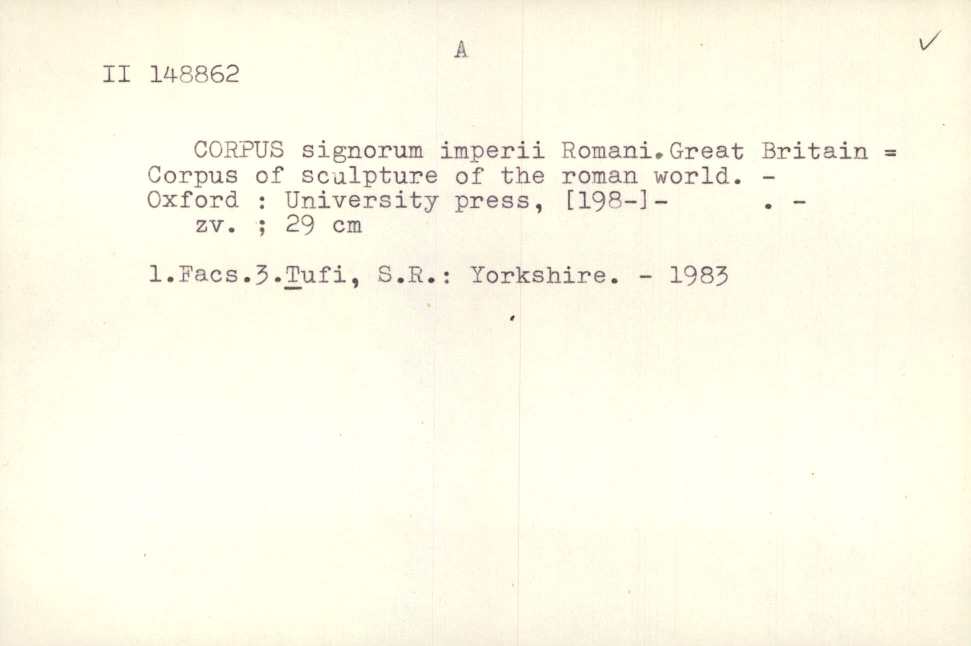 A
II 148862
CORPUS signorum imperii Romani.Great Britain =
Corpus of sculpture of the roman world. -
Oxford : University press, [198-]-      . -
zv. ; 29 cm
1.Facs.3.Tufi, S.R.: Yorkshire. - 1983